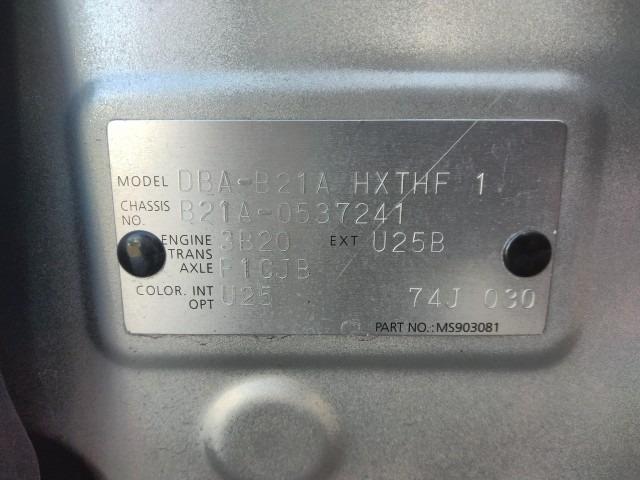 MODEL DBA-B21A HXTHF 1
CHASSIS NO. B21A-0537241
ENGINE 3B20 EXT U25B
TRANS AXLE F1CJB
COLOR. INT OPT U25 74J 030
PART NO.:MS903081